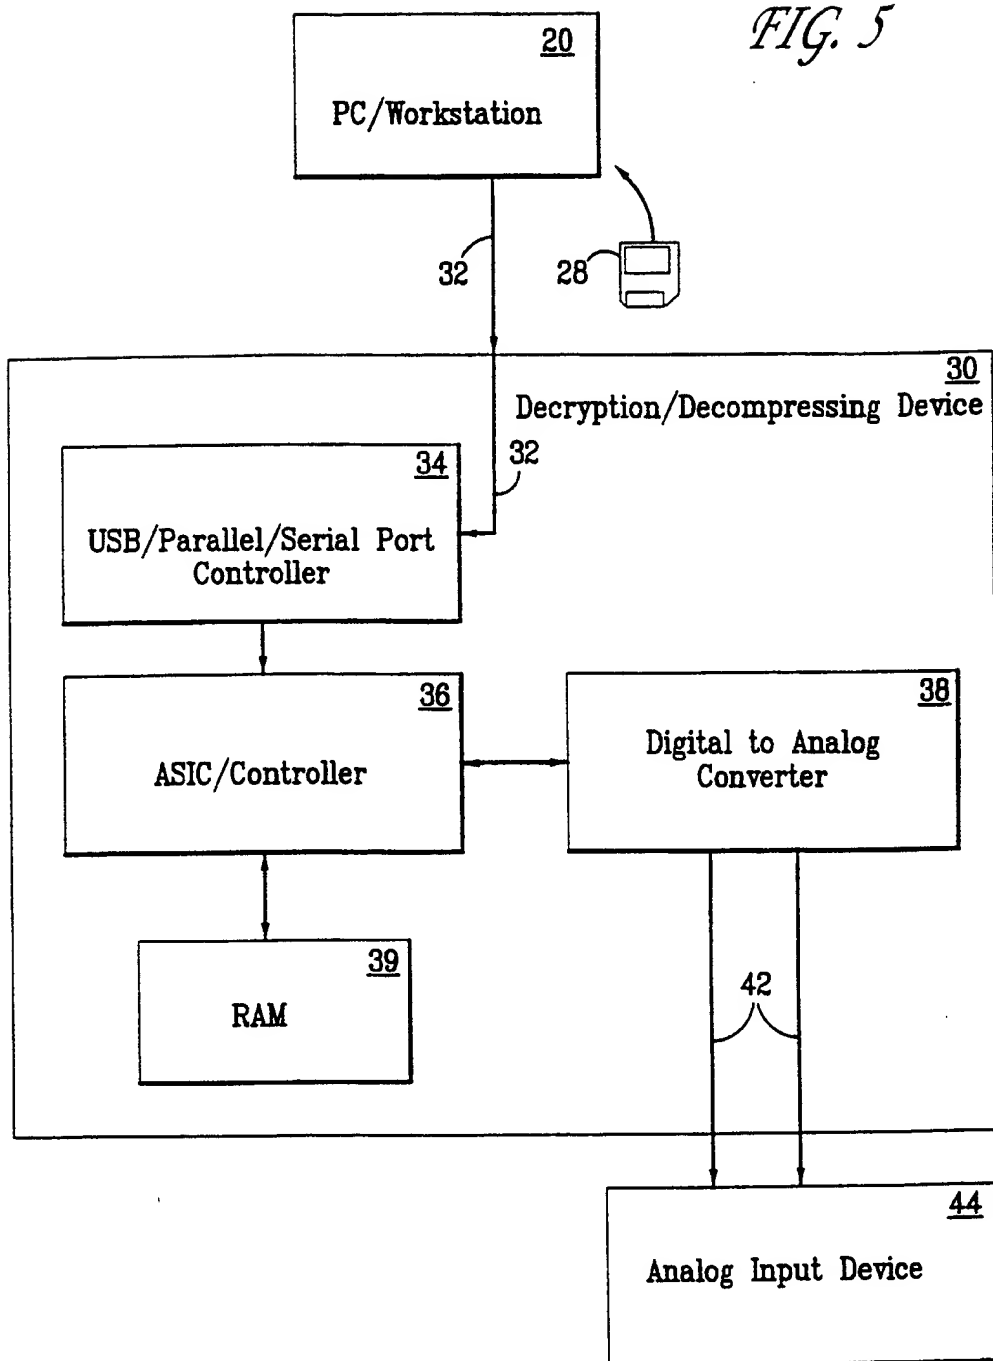 FIG. 5
20
PC/Workstation
32
28
30
Decryption/Decompressing Device
32
34
USB/Parallel/Serial Port
Controller
36
ASIC/Controller
38
Digital to Analog
Converter
39
RAM
42
44
Analog Input Device